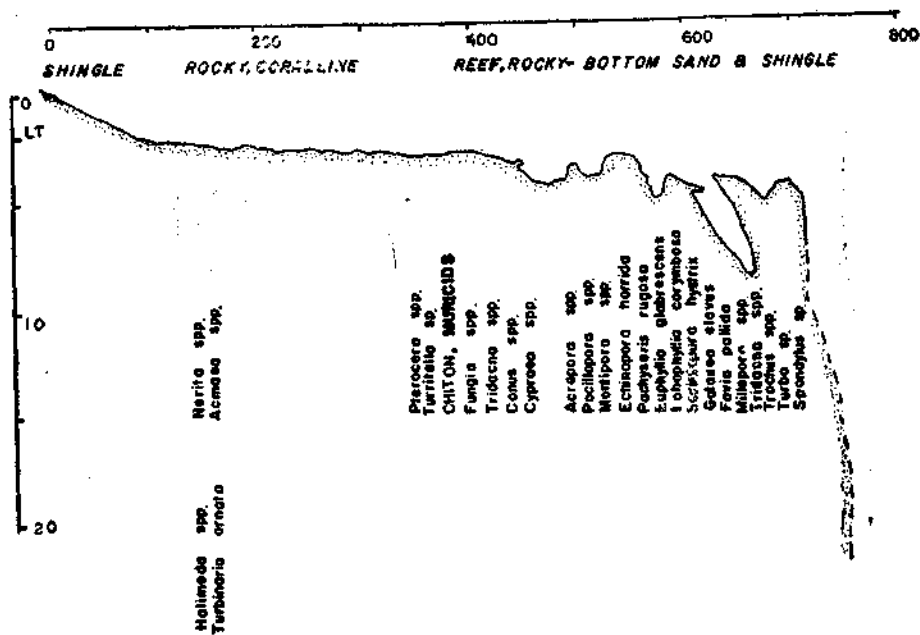 0 200 400 600 800
SHINGLE ROCKY, CORALLINE REEF, ROCKY- BOTTOM SAND & SHINGLE
0
LT
10
20
Nerita spp.
Acmaea spp.
Halimeda spp.
Turbinaria ornata
Pterocera spp.
Turritella sp.
CHITON, MURICIDS
Fungia spp.
Tridacna spp.
Conus spp.
Cypraea spp.
Acropora spp.
Pocillopora spp.
Montipora spp.
Echinopora horrida
Pachyseris rugosa
Euphyllia glabrescens
Lobophyllia corymbosa
hystrix
Galaxea
Favia pallida
Millepora spp
Tridacna spp.
Trochus spp.
Turbo sp.
Spondylus sp.